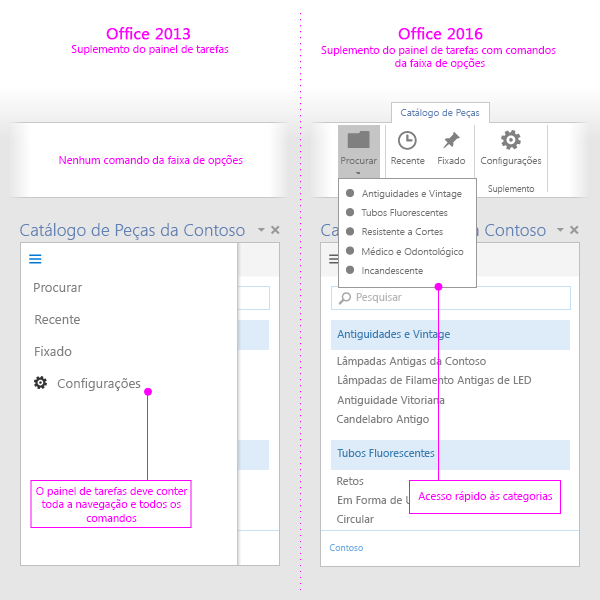 Office 2013
Suplemento do painel de tarefas
Nenhum comando da faixa de opções
Catálogo de Peças da Contoso
Procurar
Recente
Fixado
Configurações
O painel de tarefas deve conter
toda a navegação e todos os
comandos
Office 2016
Suplemento do painel de tarefas com comandos
da faixa de opções
Catálogo de Peças
Procurar
Recente
Fixado
Configurações
Suplemento
Antiguidades e Vintage
Tubos Fluorescentes
Resistente a Cortes
Médico e Odontológico
Incandescente
Contoso
Pesquisar
Antiguidades e Vintage
Lâmpadas Antigas da Contoso
Lâmpadas de Filamento Antigas de LED
Antiguidade Vitoriana
Candelabro Antigo
Tubos Fluorescentes
Retos
Em Forma de
Circular
Acesso rápido às categorias
Contoso